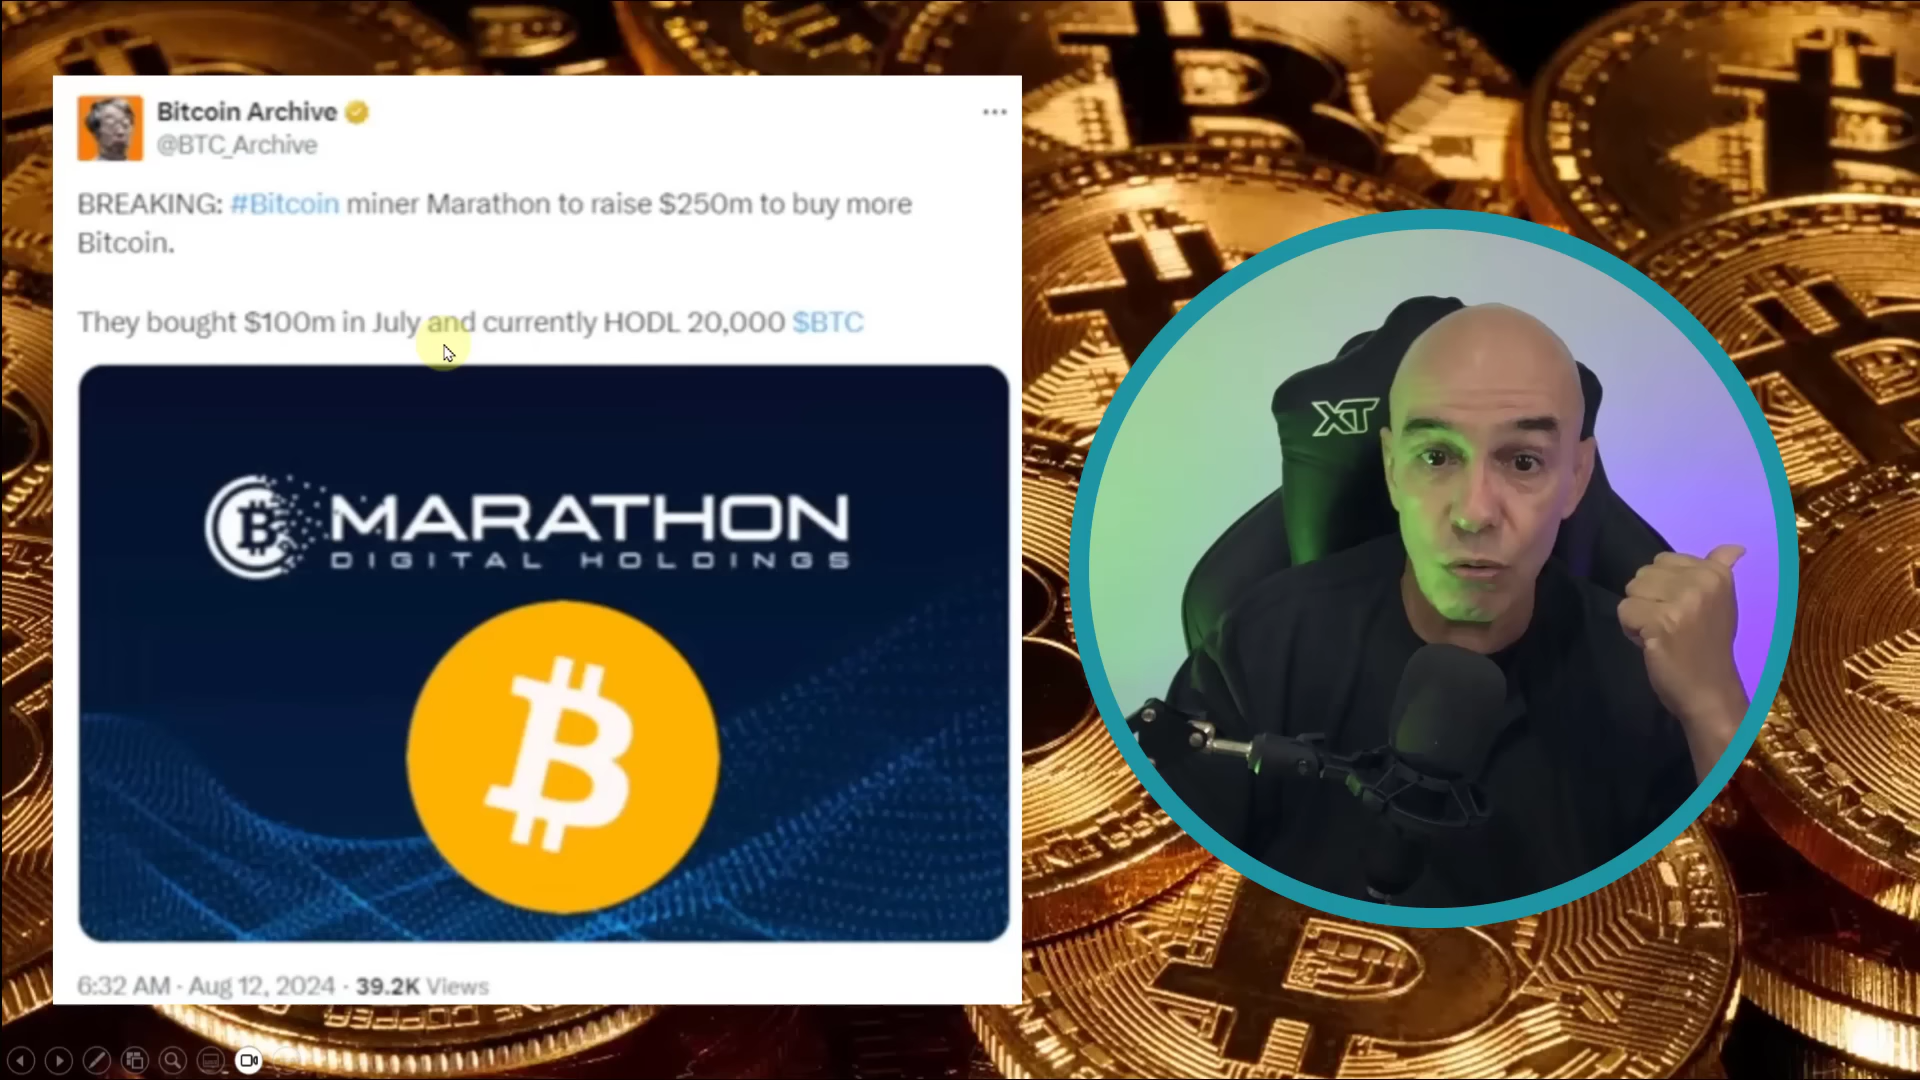 Bitcoin Archive
@BTC_Archive
BREAKING: #Bitcoin miner Marathon to raise $250m to buy more
Bitcoin.
They bought $100m in July and currently HODL 20,000 $BTC
MARATHON
DIGITAL HOLDINGS
6:32 AM · Aug 12, 2024 · 39.2K Views
XT